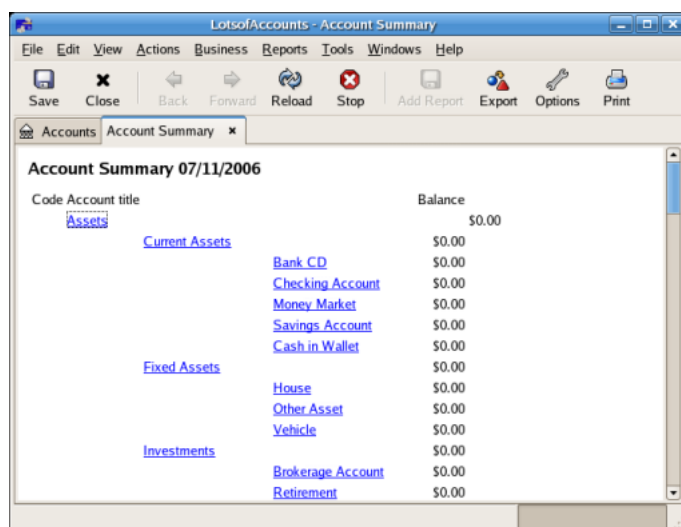 LotsofAccounts - Account Summary
File Edit View Actions Business Reports Tools Windows Help
Save Close Back Forward Reload Stop Add Report Export Options Print
Accounts Account Summary ×
Account Summary 07/11/2006
Code Account title Balance
Assets $0.00
Current Assets $0.00
Bank CD $0.00
Checking Account $0.00
Money Market $0.00
Savings Account $0.00
Cash in Wallet $0.00
Fixed Assets $0.00
House $0.00
Other Asset $0.00
Vehicle $0.00
Investments $0.00
Brokerage Account $0.00
Retirement $0.00